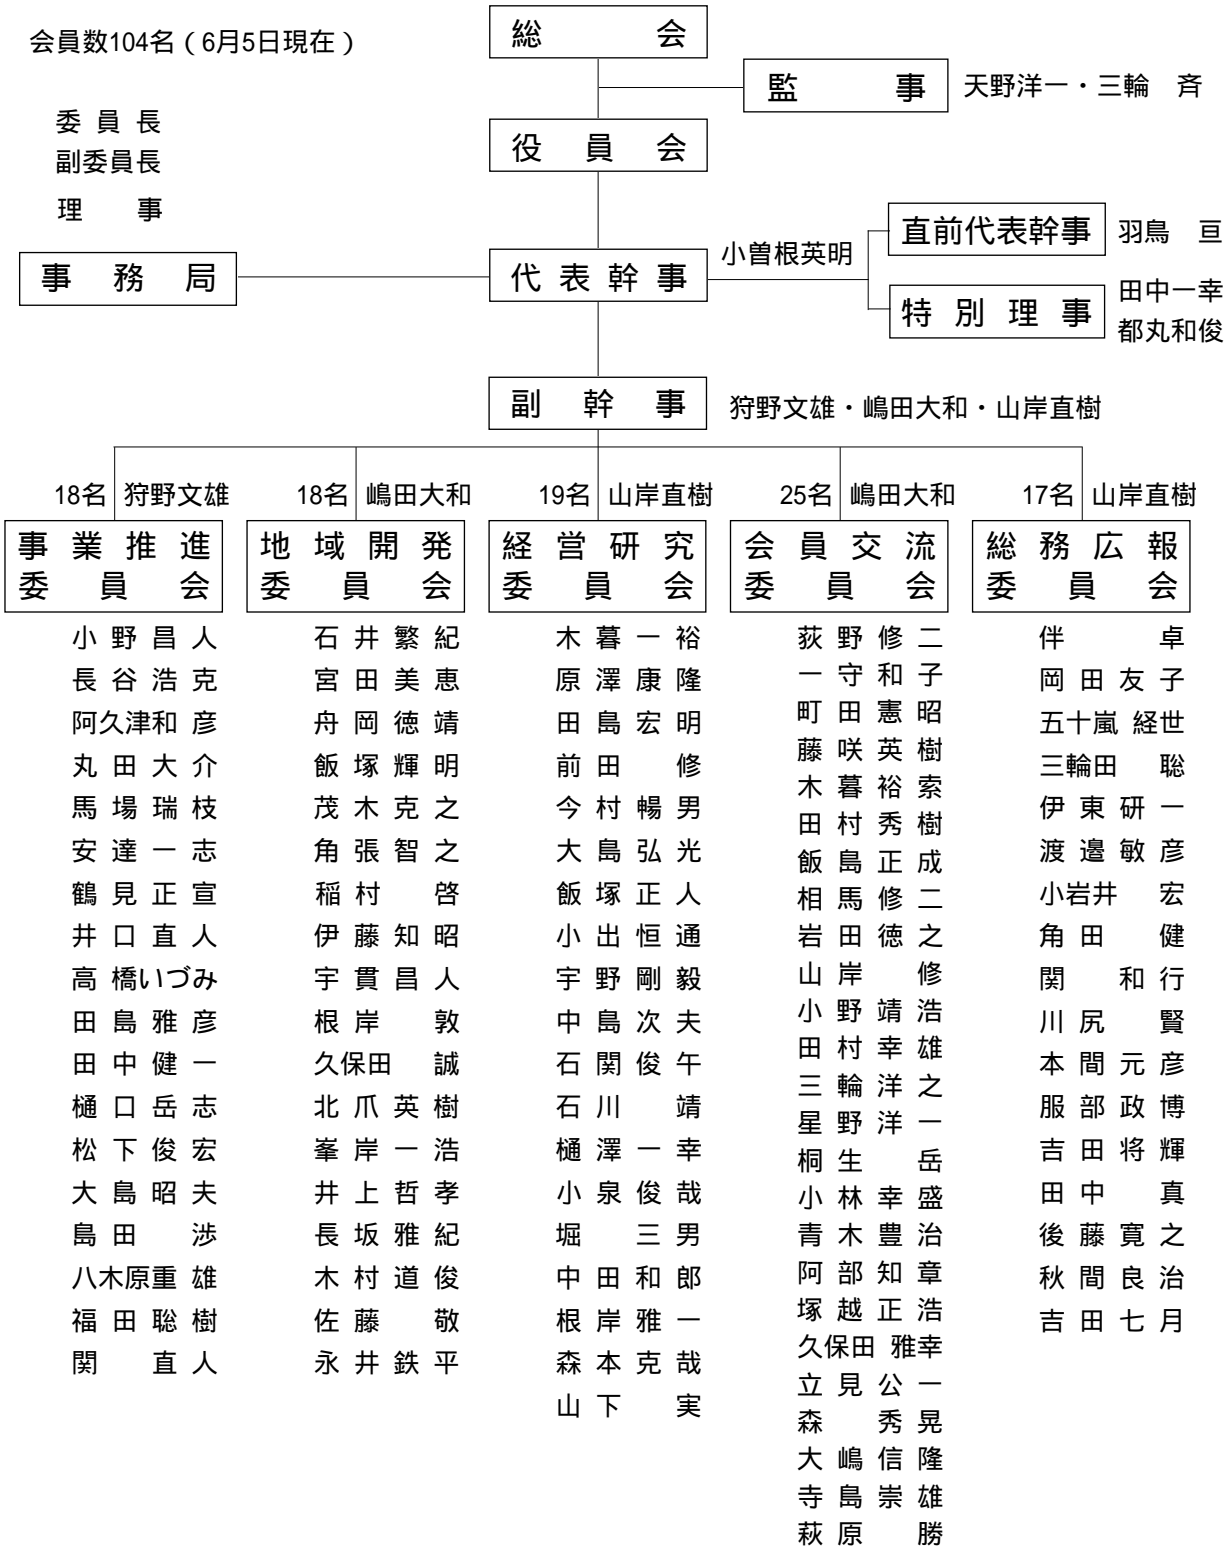 会員数104名（6月5日現在）
総会
監事 天野洋一・三輪 斉
委員長
副委員長
理事
役員会
直前代表幹事 羽鳥 亘
小曽根英明
事務局
代表幹事
特別理事
田中一幸
都丸和俊
副幹事 狩野文雄・嶋田大和・山岸直樹
18名 狩野文雄
事業推進
委員会
小野昌人
長谷浩克
阿久津和彦
丸田大介
馬場瑞枝
安達一志
鶴見正宣
井口直人
高橋いづみ
田島雅彦
田中健一
樋口岳志
松下俊宏
大島昭夫
島田 渉
八木原重雄
福田聡樹
関 直人
18名 嶋田大和
地域開発
委員会
石井繁紀
宮田美恵
舟岡徳靖
飯塚輝明
茂木克之
角張智之
稲村 啓
伊藤知昭
宇貫昌人
根岸 敦
久保田 誠
北爪英樹
峯岸一浩
井上哲孝
長坂雅紀
木村道俊
佐藤 敬
永井鉄平
19名 山岸直樹
経営研究
委員会
木暮一裕
原澤康隆
田島宏明
前田 修
今村暢男
大島弘光
飯塚正人
小出恒通
宇野剛毅
中島次夫
石関俊午
石川 靖
樋澤一幸
小泉俊哉
堀 三男
中田和郎
根岸雅一
森本克哉
山下 実
25名 嶋田大和
会員交流
委員会
荻野修二
一守和子
町田憲昭
藤咲英樹
木暮裕索
田村秀樹
飯島正成
相馬修二
岩田徳之
山岸 修
小野靖浩
田村幸雄
三輪洋之
星野洋一
桐生 岳
小林幸盛
青木豊治
阿部知章
塚越正浩
久保田 雅幸
立見公一
森 秀晃
大嶋信隆
寺島崇雄
萩原 勝
17名 山岸直樹
総務広報
委員会
伴 卓
岡田友子
五十嵐 経世
三輪田 聡
伊東研一
渡邉敏彦
小岩井 宏
角田 健
関 和行
川尻 賢
本間元彦
服部政博
吉田将輝
田中 真
後藤寛之
秋間良治
吉田七月